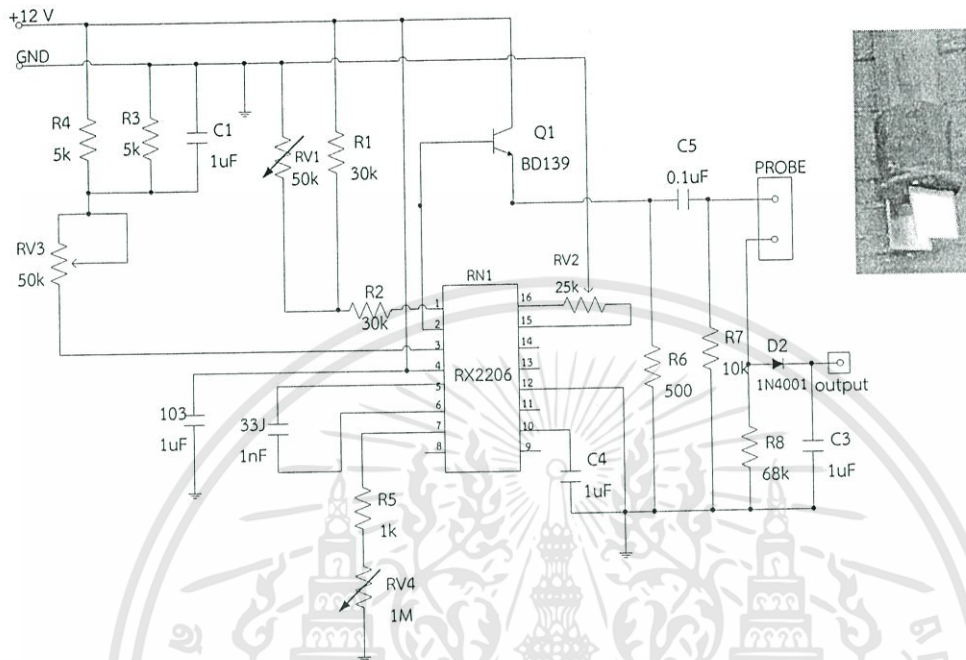 +12 V
GND
R4
5k
R3
5k
C1
1uF
RV1
50k
R1
30k
Q1
BD139
C5
0.1uF
PROBE
RV3
50k
R2
30k
RN1
RV2
25k
1
2
3
4
5
6
7
8
16
15
14
13
12
11
10
9
RX2206
103
1uF
33J
1nF
R5
1k
RV4
1M
C4
1uF
R6
500
R7
10k
D2
1N4001
output
R8
68k
C3
1uF